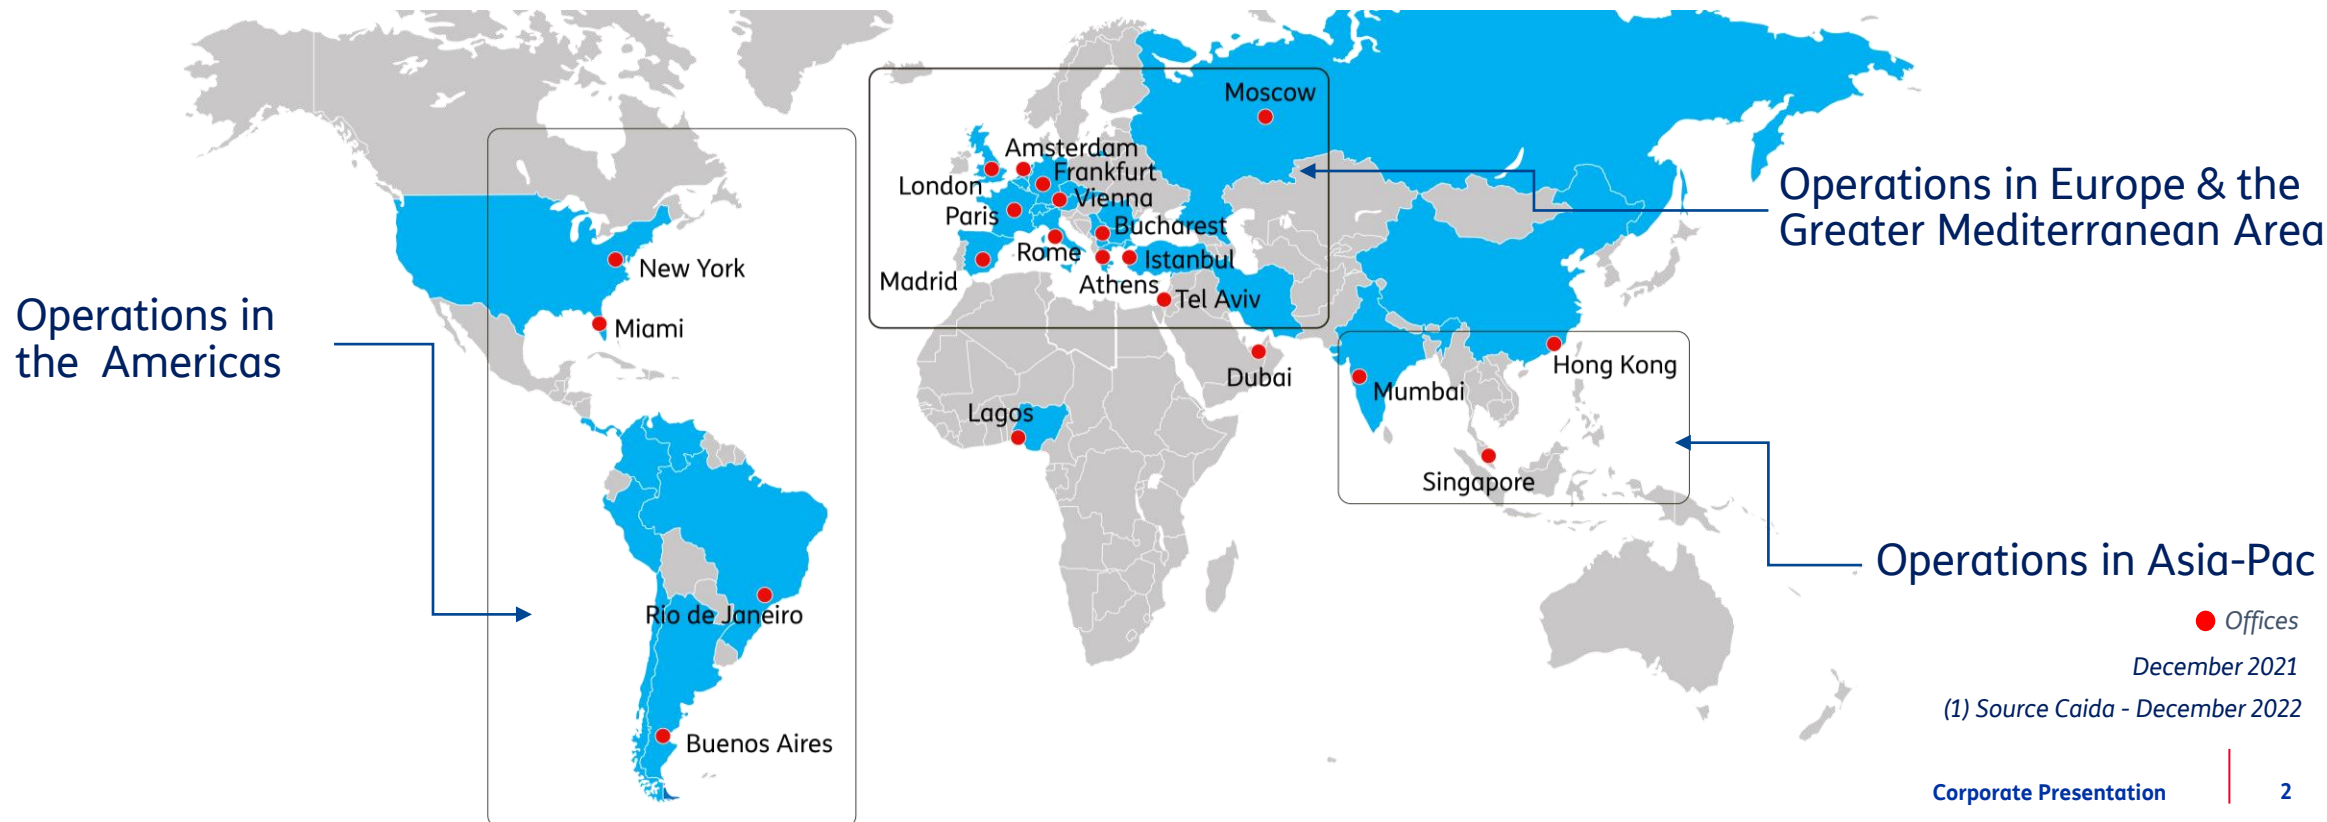 Moscow
Amsterdam
Frankfurt
London
Vienna
Paris
Bucharest
Rome
Istanbul
Madrid
Athens
Tel Aviv
Operations in Europe & the
Greater Mediterranean Area
New York
Miami
Operations in
the Americas
Dubai
Hong Kong
Mumbai
Lagos
Singapore
Operations in Asia-Pac
Rio de Janeiro
Buenos Aires
Offices
December 2021
(1) Source Caida - December 2022
Corporate Presentation
2